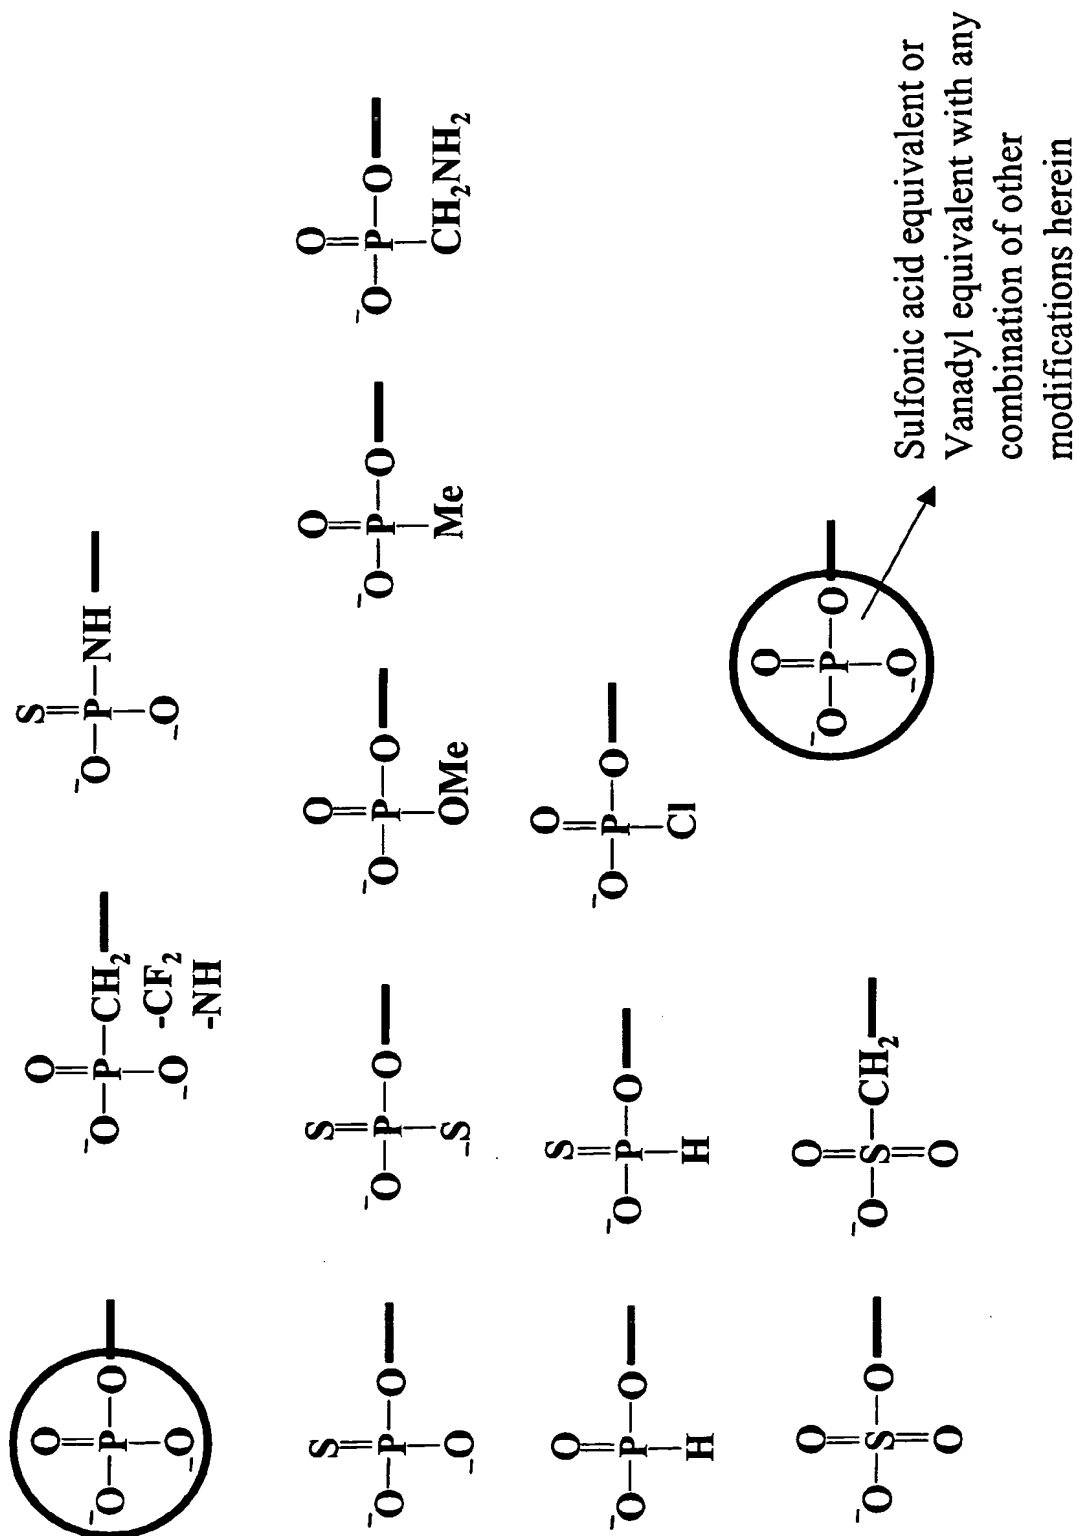 O O S
⁻O–P–O ⁻O–P–CH₂ ⁻O–P–NH
⁻O ⁻O -CF₂ ⁻O
-NH
S S O O O
⁻O–P–O ⁻O–P–O ⁻O–P–O ⁻O–P–O ⁻O–P–O
⁻O ⁻S OMe Me CH₂NH₂
O S O
⁻O–P–O ⁻O–P–O ⁻O–P–O
H H Cl
O O O
⁻O–S–O ⁻O–S–CH₂ ⁻O–P–O
O O ⁻O
Sulfonic acid equivalent or
Vanadyl equivalent with any
combination of other
modifications herein